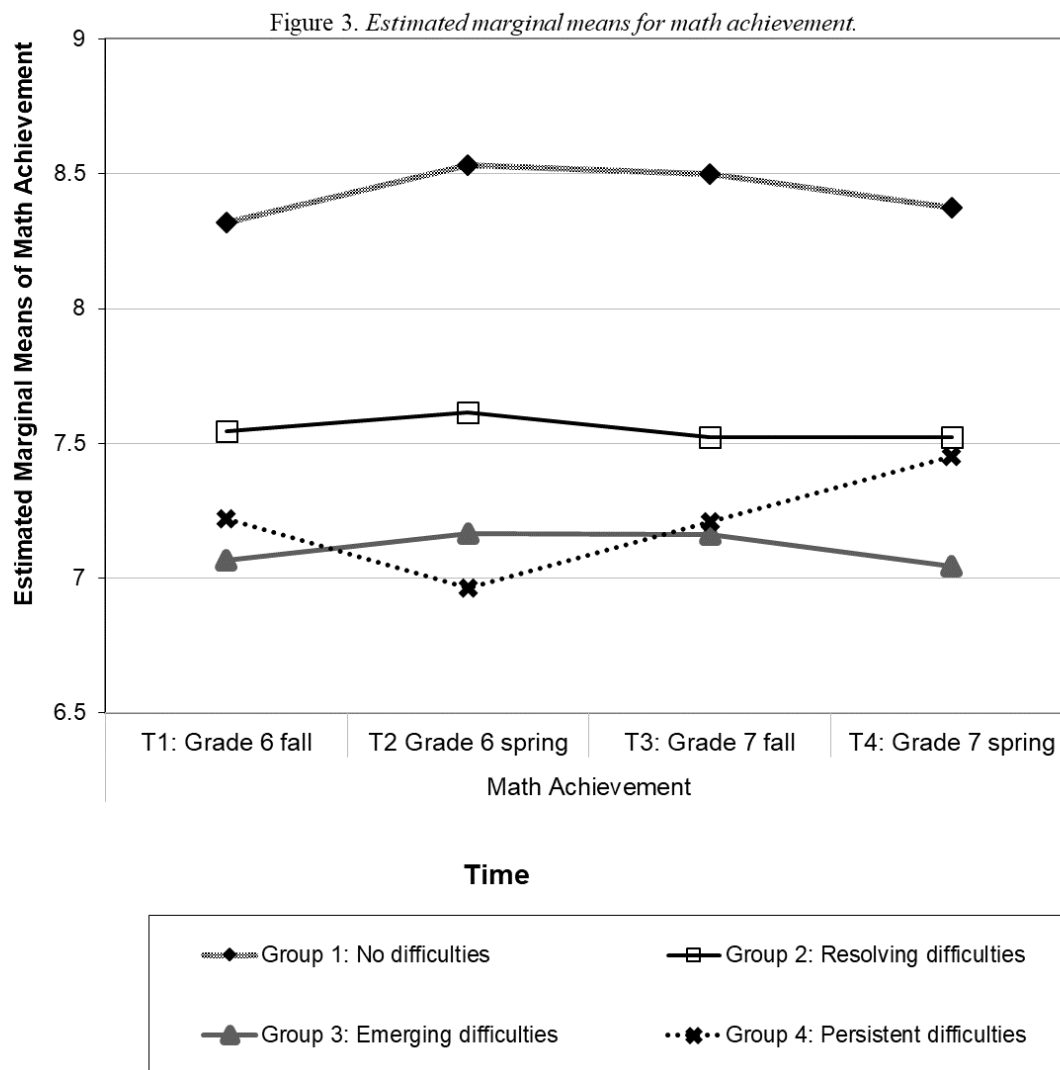 Figure 3. Estimated marginal means for math achievement.
Estimated Marginal Means of Math Achievement
9
8.5
8
7.5
7
6.5
T1: Grade 6 fall
T2 Grade 6 spring
T3: Grade 7 fall
T4: Grade 7 spring
Math Achievement
Time
Group 1: No difficulties
Group 2: Resolving difficulties
Group 3: Emerging difficulties
Group 4: Persistent difficulties